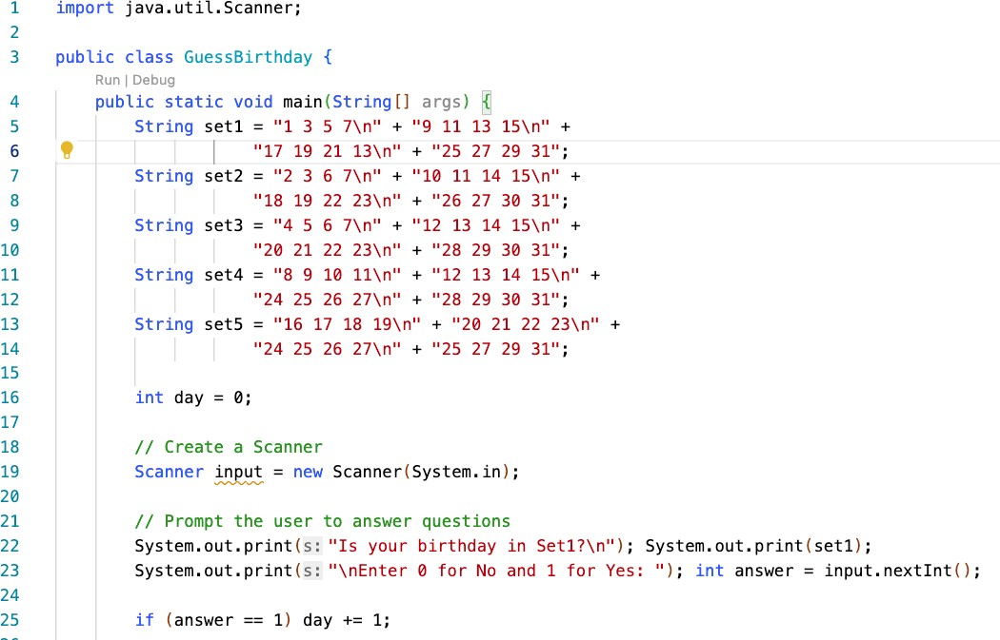 1 import java.util.Scanner;
2
3 public class GuessBirthday {
Run | Debug
4 public static void main(String[] args) {
5 String set1 = "1 3 5 7\n" + "9 11 13 15\n" +
6 "17 19 21 13\n" + "25 27 29 31";
7 String set2 = "2 3 6 7\n" + "10 11 14 15\n" +
8 "18 19 22 23\n" + "26 27 30 31";
9 String set3 = "4 5 6 7\n" + "12 13 14 15\n" +
10 "20 21 22 23\n" + "28 29 30 31";
11 String set4 = "8 9 10 11\n" + "12 13 14 15\n" +
12 "24 25 26 27\n" + "28 29 30 31";
13 String set5 = "16 17 18 19\n" + "20 21 22 23\n" +
14 "24 25 26 27\n" + "25 27 29 31";
15
16 int day = 0;
17
18 // Create a Scanner
19 Scanner input = new Scanner(System.in);
20
21 // Prompt the user to answer questions
22 System.out.print(s: "Is your birthday in Set1?\n"); System.out.print(set1);
23 System.out.print(s: "\nEnter 0 for No and 1 for Yes: "); int answer = input.nextInt();
24
25 if (answer == 1) day += 1;